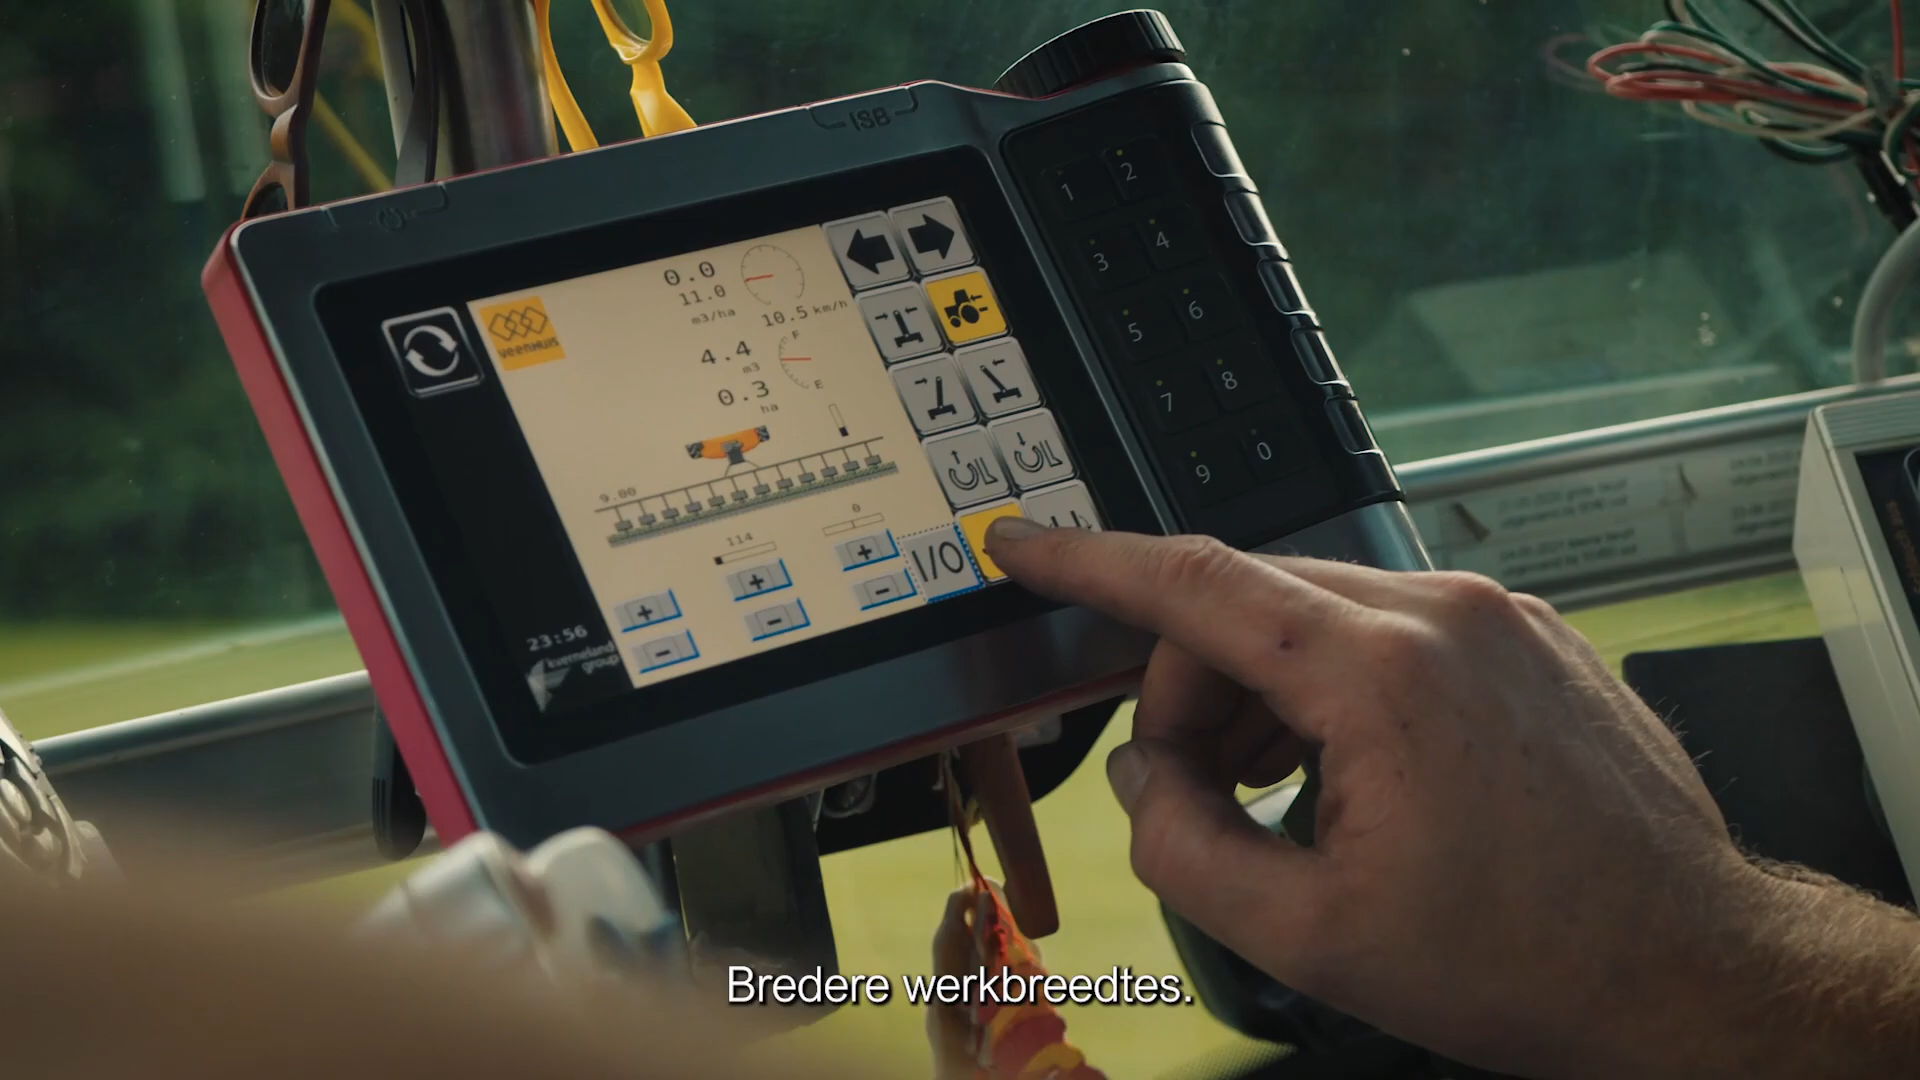 ISB
1 2
3 4
5 6
7 8
9 0
veenhuis
0.0
11.0
m3/ha
10.5 km/h
4.4
m3
F
0.3
E
ha
9.00
114
0
+
+
+
-
-
-
I/O
23:56
kverneland
group
Bredere werkbreedtes.